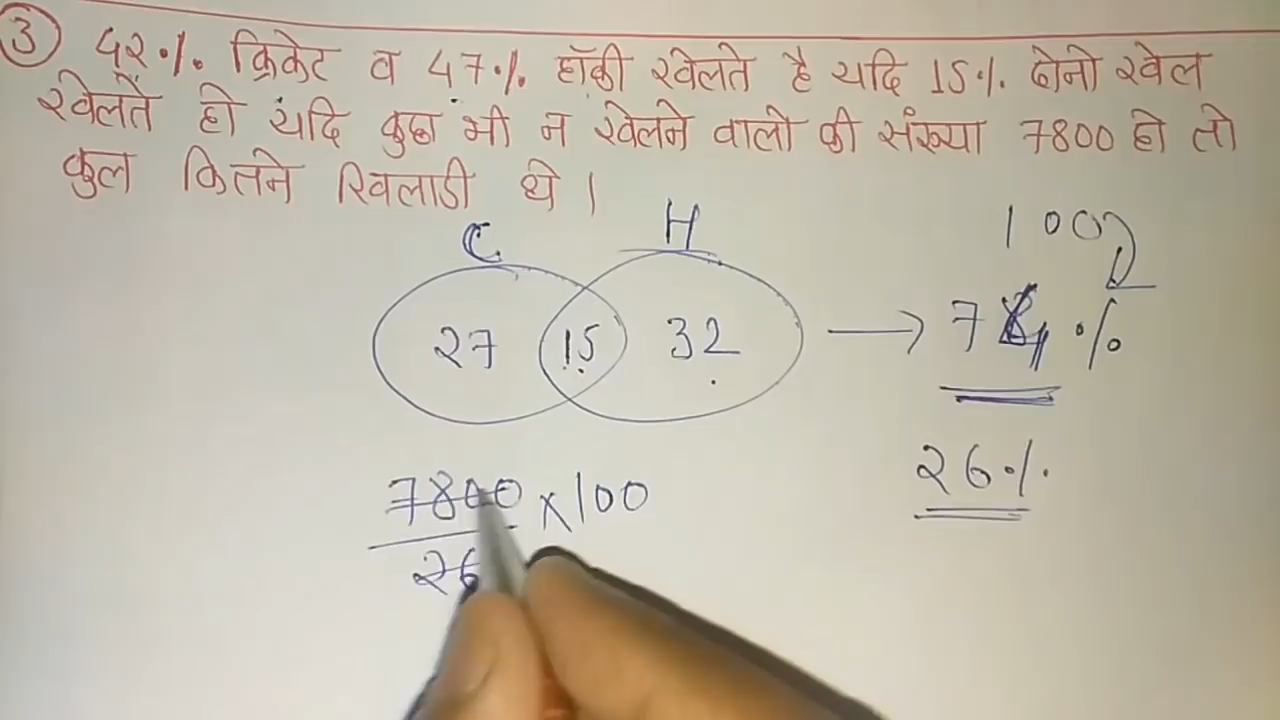 ③ 42% क्रिकेट व 47% हॉकी खेलते है यदि 15% दोनो खेल
खेलते हो यदि कुछ भी न खेलने वालो की संख्या 7800 हो तो
कुल कितने खिलाडी थे।
C H
100
27 15 32 → 74%
26%
7800 × 100
26